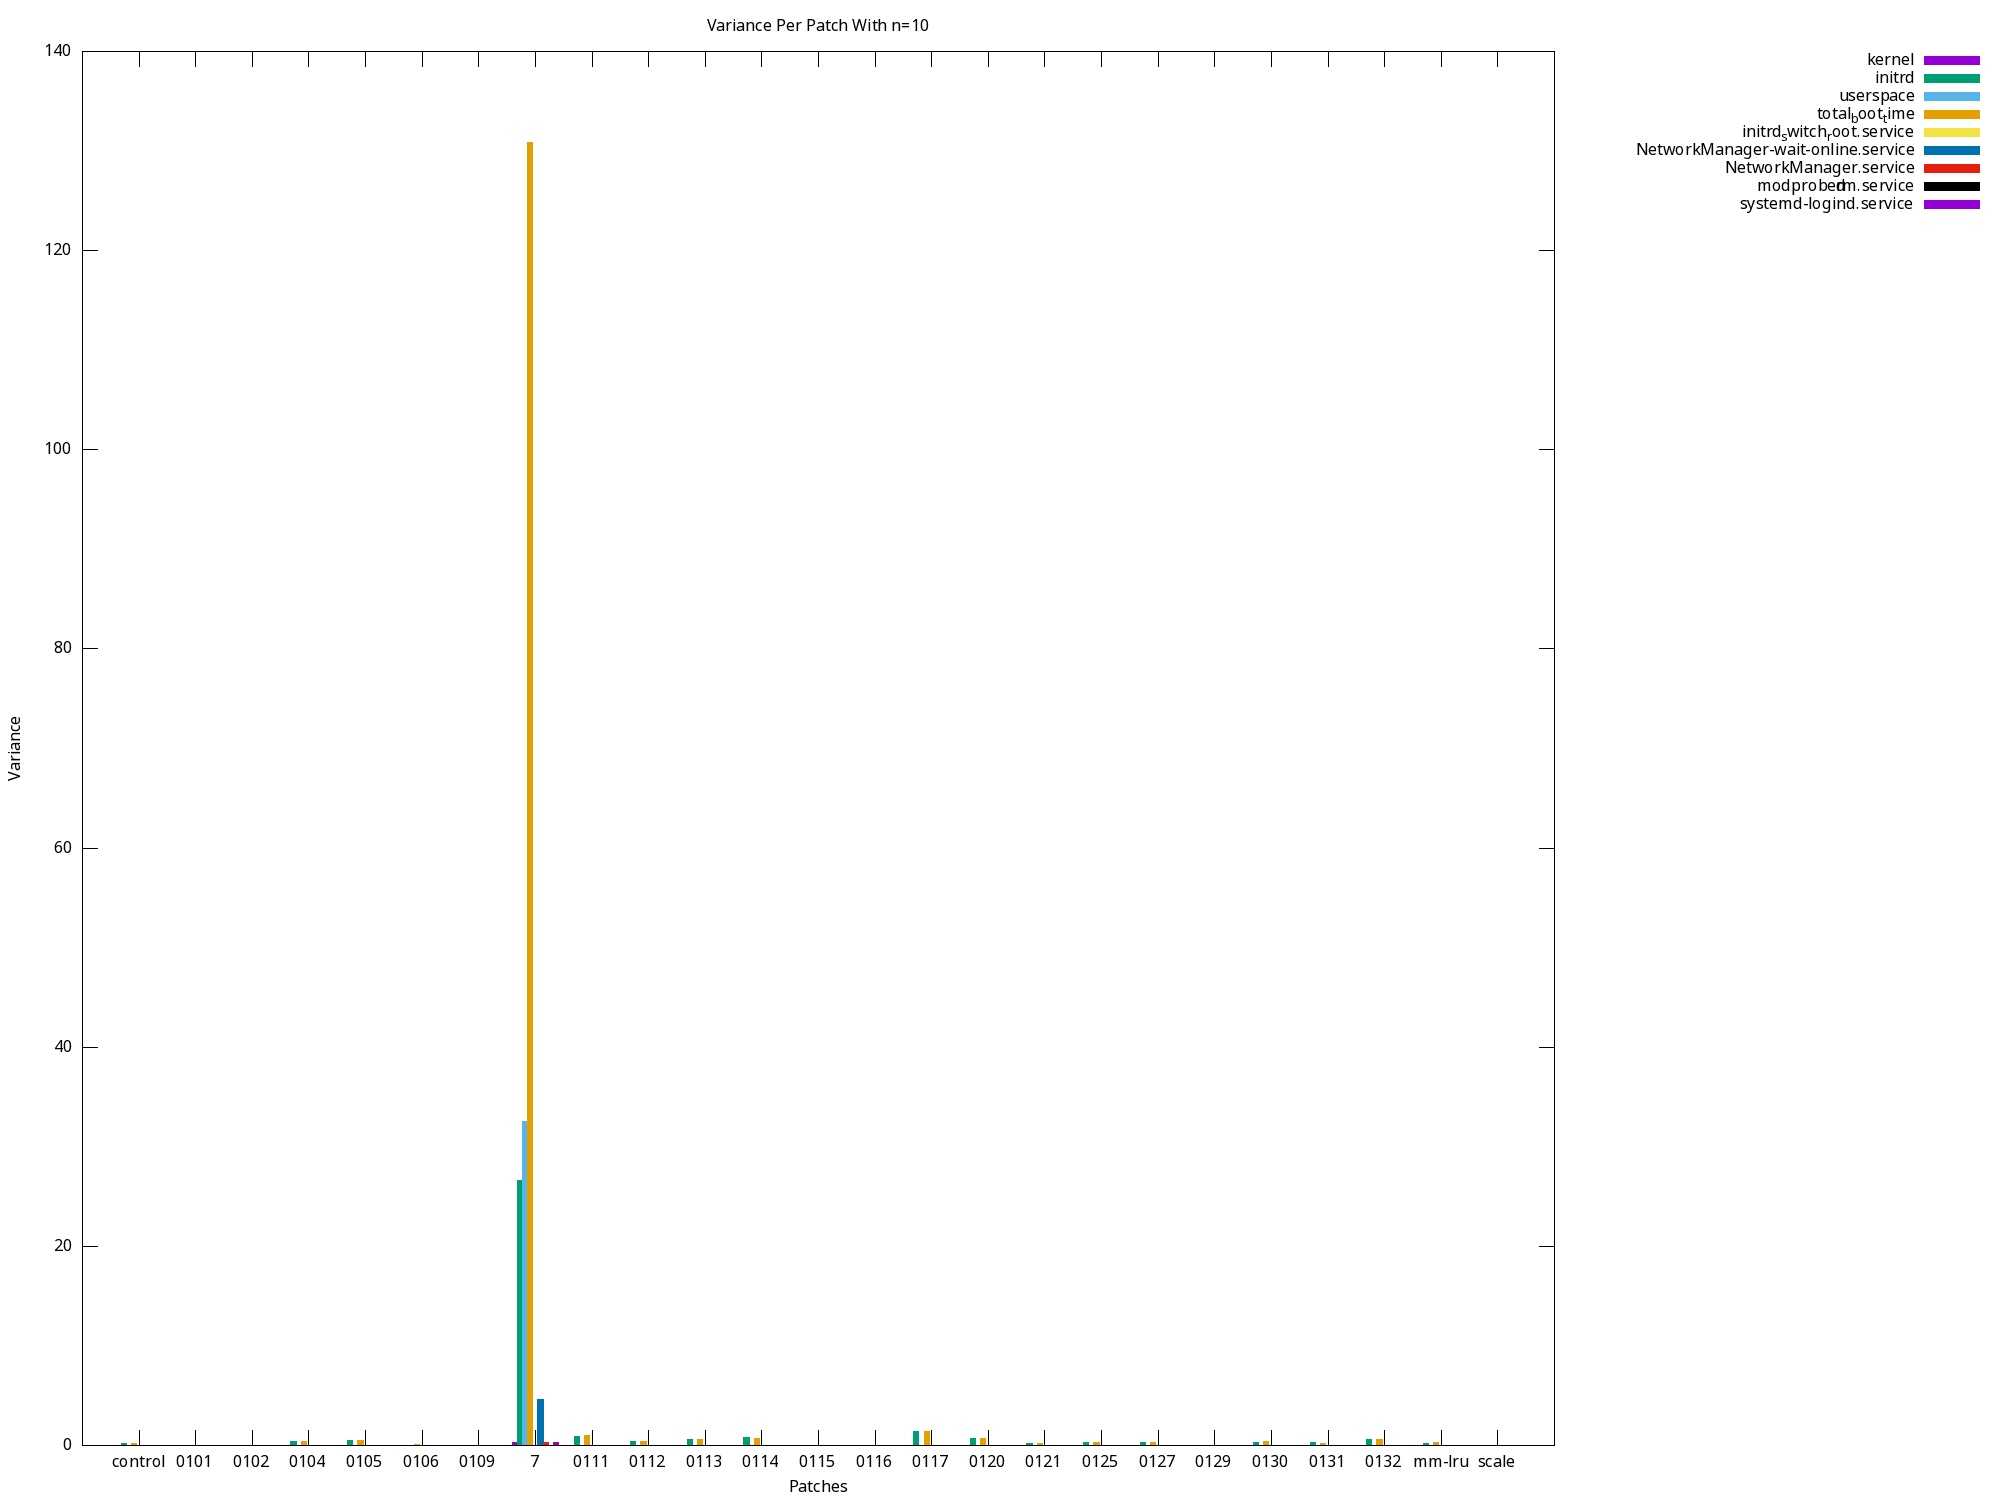 Variance Per Patch With n=10
140
120
100
80
60
40
20
0
Variance
control 0101 0102 0104 0105 0106 0109 7 0111 0112 0113 0114 0115 0116 0117 0120 0121 0125 0127 0129 0130 0131 0132 mm-lru scale
Patches
kernel
initrd
userspace
total_boot_time
initrd_switch_root.service
NetworkManager-wait-online.service
NetworkManager.service
modprobe drm.service
systemd-logind.service